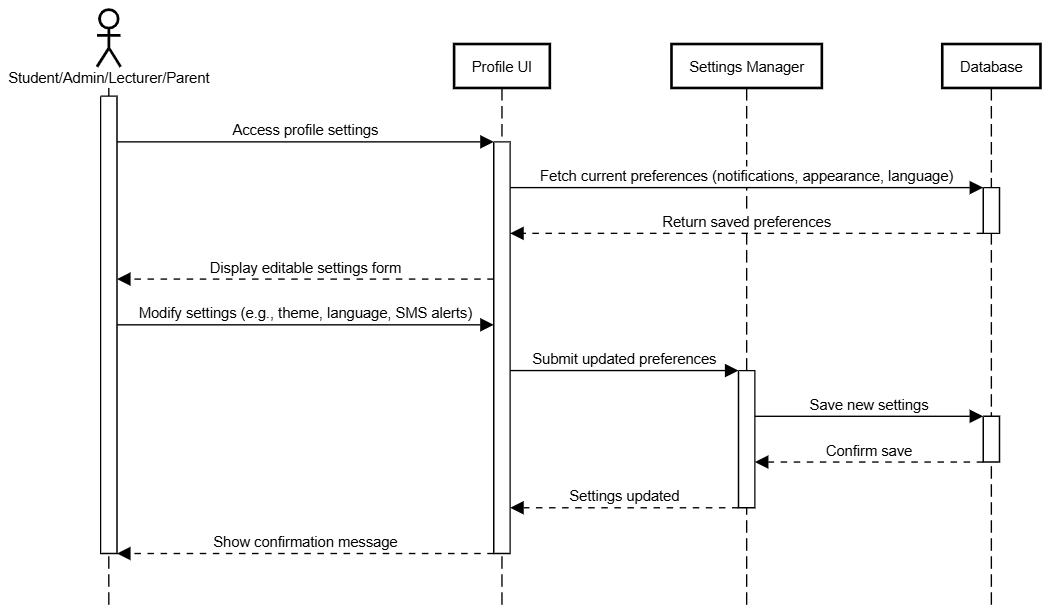 Student/Admin/Lecturer/Parent
Profile UI
Settings Manager
Database
Access profile settings
Fetch current preferences (notifications, appearance, language)
Return saved preferences
Display editable settings form
Modify settings (e.g., theme, language, SMS alerts)
Submit updated preferences
Save new settings
Confirm save
Settings updated
Show confirmation message